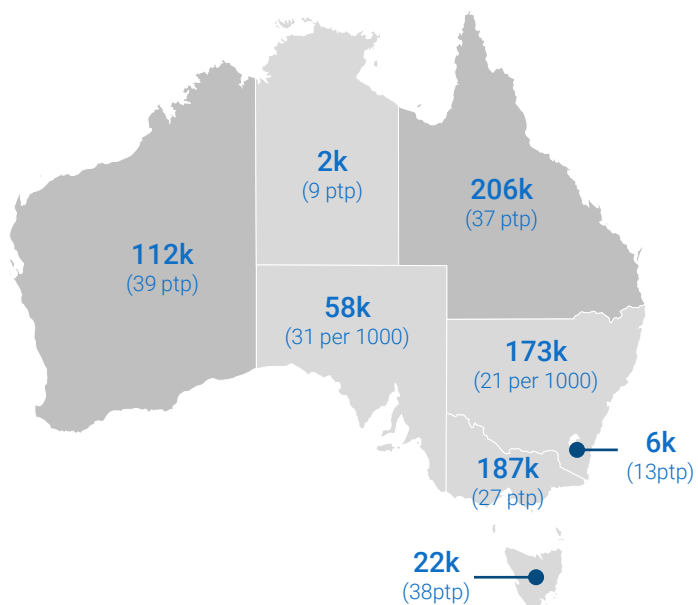 2k
(9 ptp)
206k
(37 ptp)
112k
(39 ptp)
58k
(31 per 1000)
173k
(21 per 1000)
6k
(13ptp)
187k
(27 ptp)
22k
(38ptp)